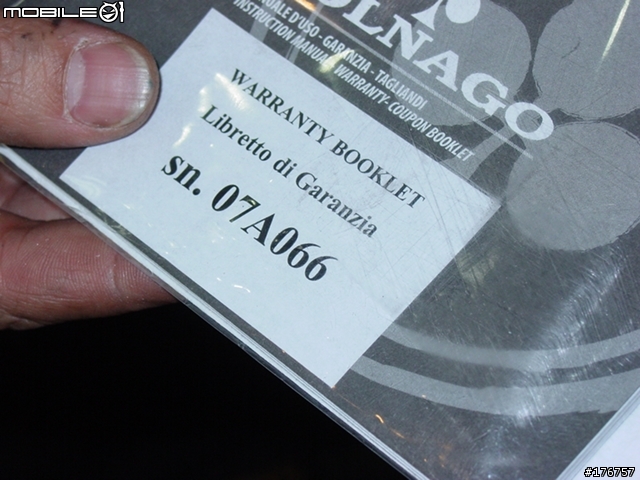 MOBILE01
OLNAGO
UALE D'USO - GARANZIA - TAGLIANDI
INSTRUCTION MANUAL - WARRANTY - COUPON BOOKLET
WARRANTY BOOKLET
Libretto di Garanzia
sn. 07A066
#176757